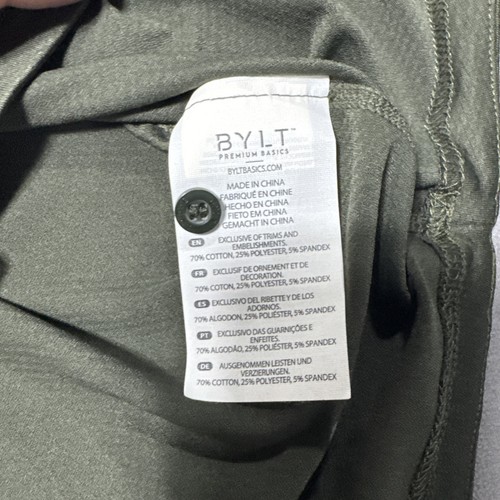 BYLT™
PREMIUM BASICS
BYLTBASICS.COM
MADE IN CHINA
FABRIQUÉ EN CHINE
HECHO EN CHINA
FIETO EM CHINA
GEMACHT IN CHINA
EN EXCLUSIVE OF TRIMS AND
EMBELISHMENTS.
70% COTTON, 25% POLYESTER, 5% SPANDEX
FR EXCLUSIF DE ORNEMENT ET DE
DECORATION.
70% COTON, 25% POLYESTER, 5% SPANDEX
ES EXCLUSIVO DEL RIBETTE Y DE LOS
ADORNOS.
70% ALGODON, 25% POLIÉSTER, 5% SPANDEX
PT EXCLUSIVO DAS GUARNIÇÕES E
ENFEITES.
70% ALGODÃO, 25% POLIÉSTER, 5% SPANDEX
DE AUSGENOMMEN LEISTEN UND
VERZIERUNGEN.
70% COTTON, 25% POLYESTER, 5% SPANDEX